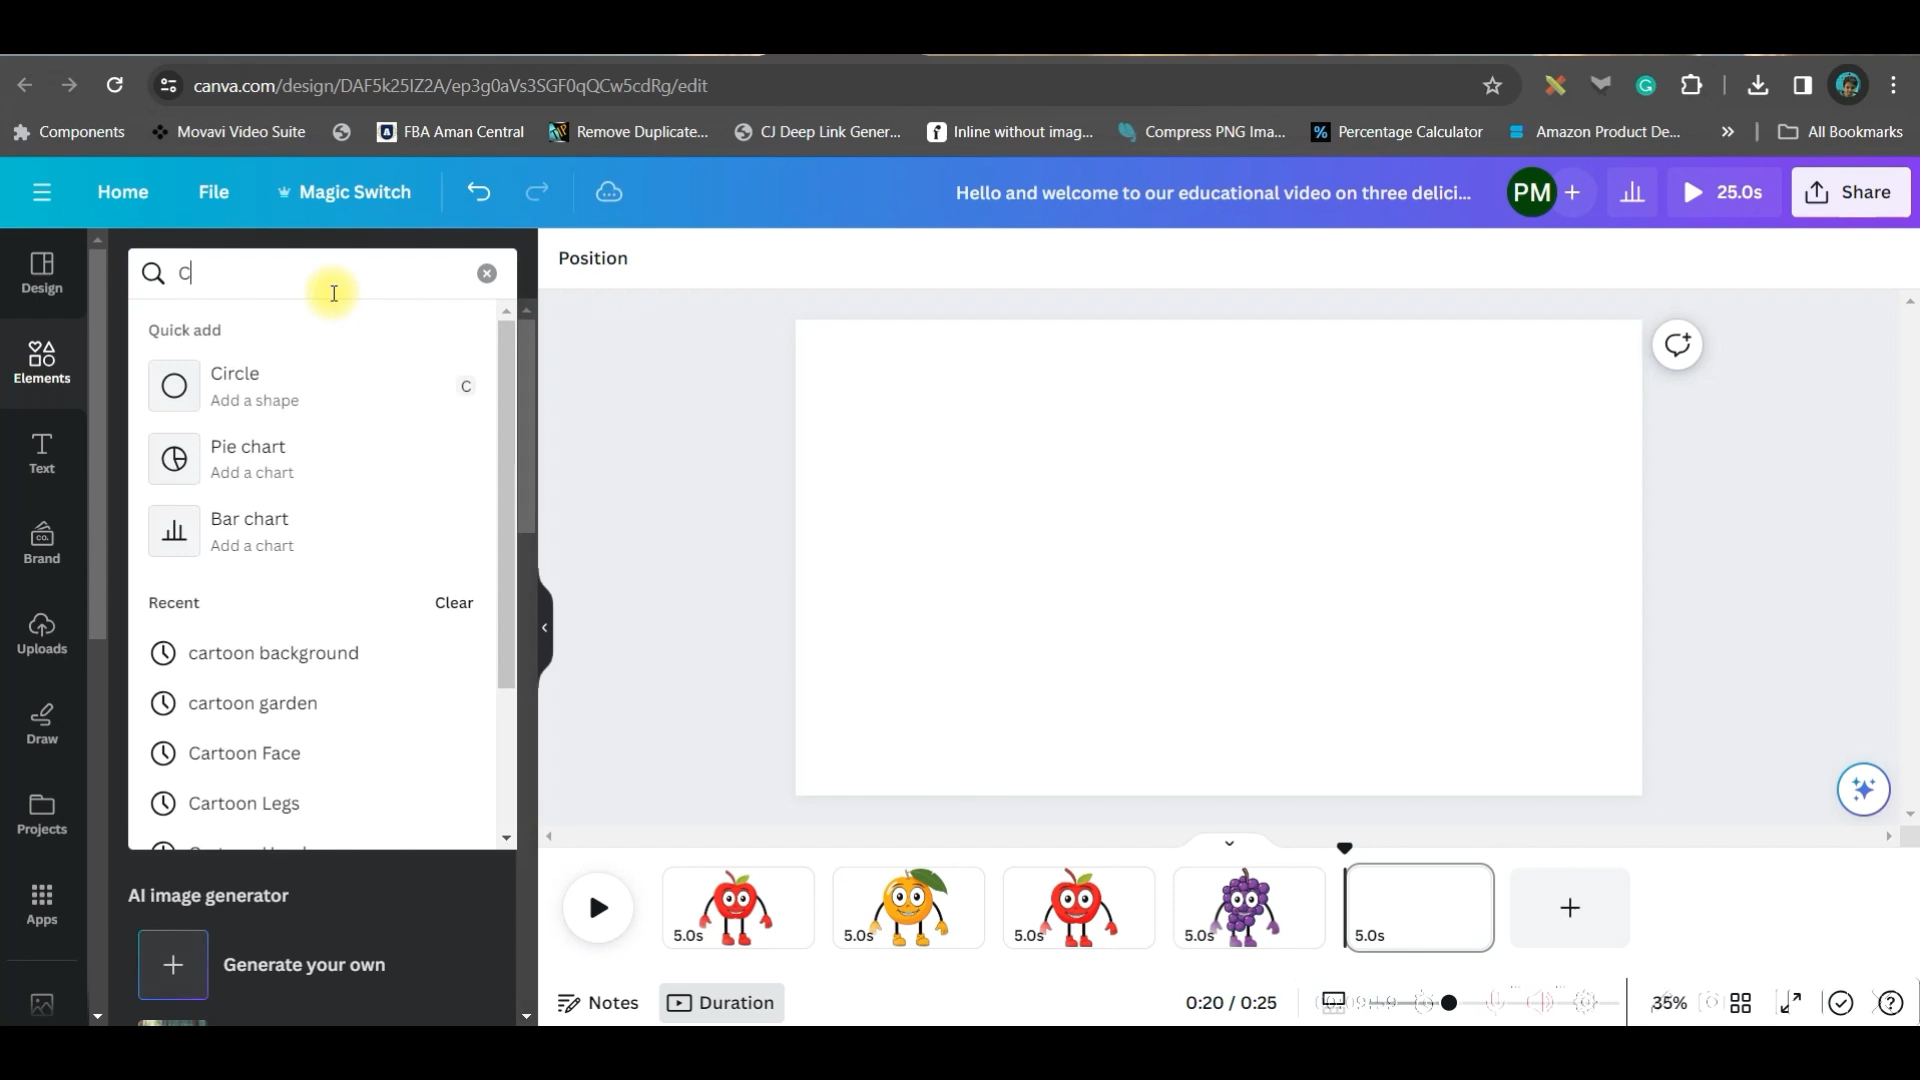 canva.com/design/DAF5k25IZ2A/ep3g0aVs3SGF0qQCw5cdRg/edit
Components
Movavi Video Suite
FBA Aman Central
Remove Duplicate...
CJ Deep Link Gener...
Inline without imag...
Compress PNG Ima...
Percentage Calculator
Amazon Product De...
»
All Bookmarks
Home
File
Magic Switch
Hello and welcome to our educational video on three delici...
PM
25.0s
Share
Design
Elements
Text
Brand
Uploads
Draw
Projects
Apps
C
Quick add
Circle
Add a shape
C
Pie chart
Add a chart
Bar chart
Add a chart
Recent
Clear
cartoon background
cartoon garden
Cartoon Face
Cartoon Legs
AI image generator
Generate your own
Position
5.0s
5.0s
5.0s
5.0s
5.0s
Notes
Duration
0:20 / 0:25
35%